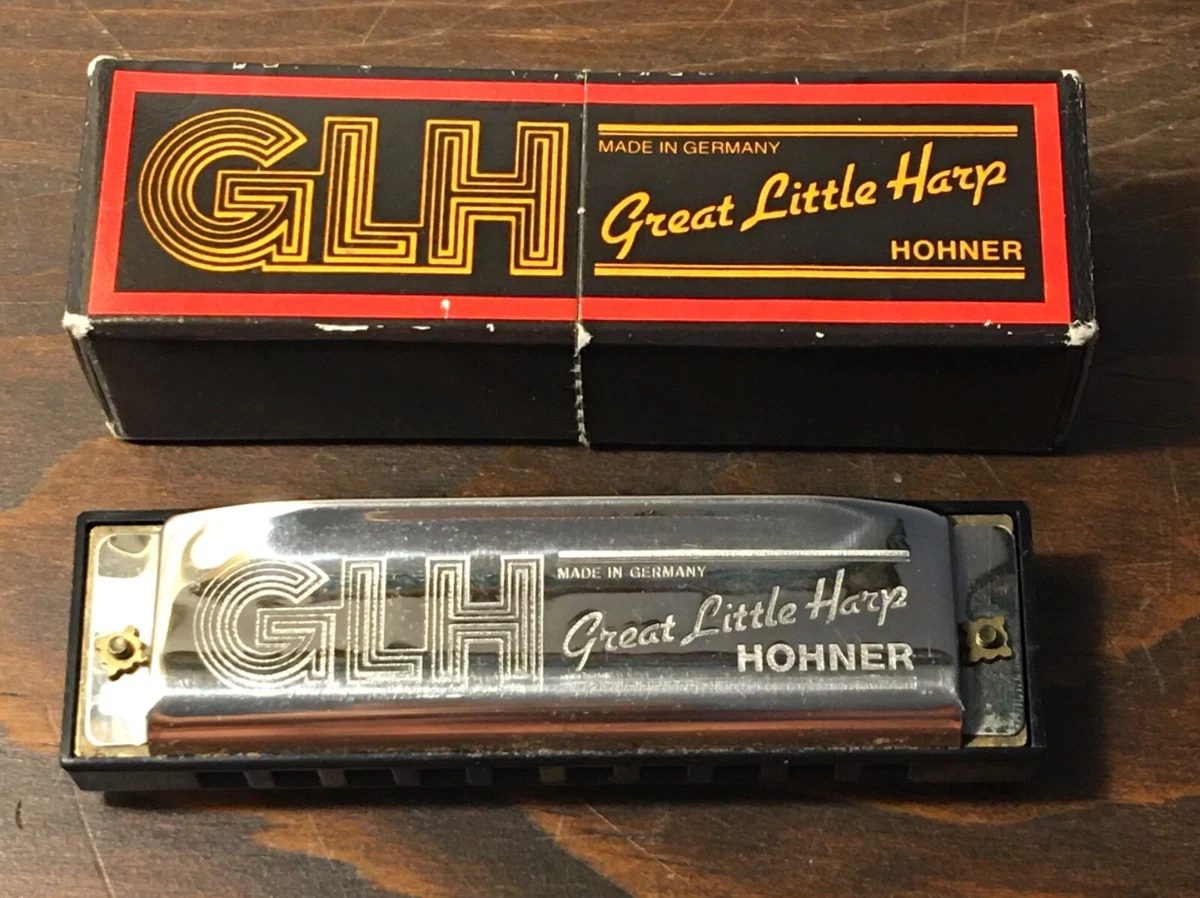 GLH
MADE IN GERMANY
Great Little Harp
HOHNER
GLH
MADE IN GERMANY
Great Little Harp
HOHNER